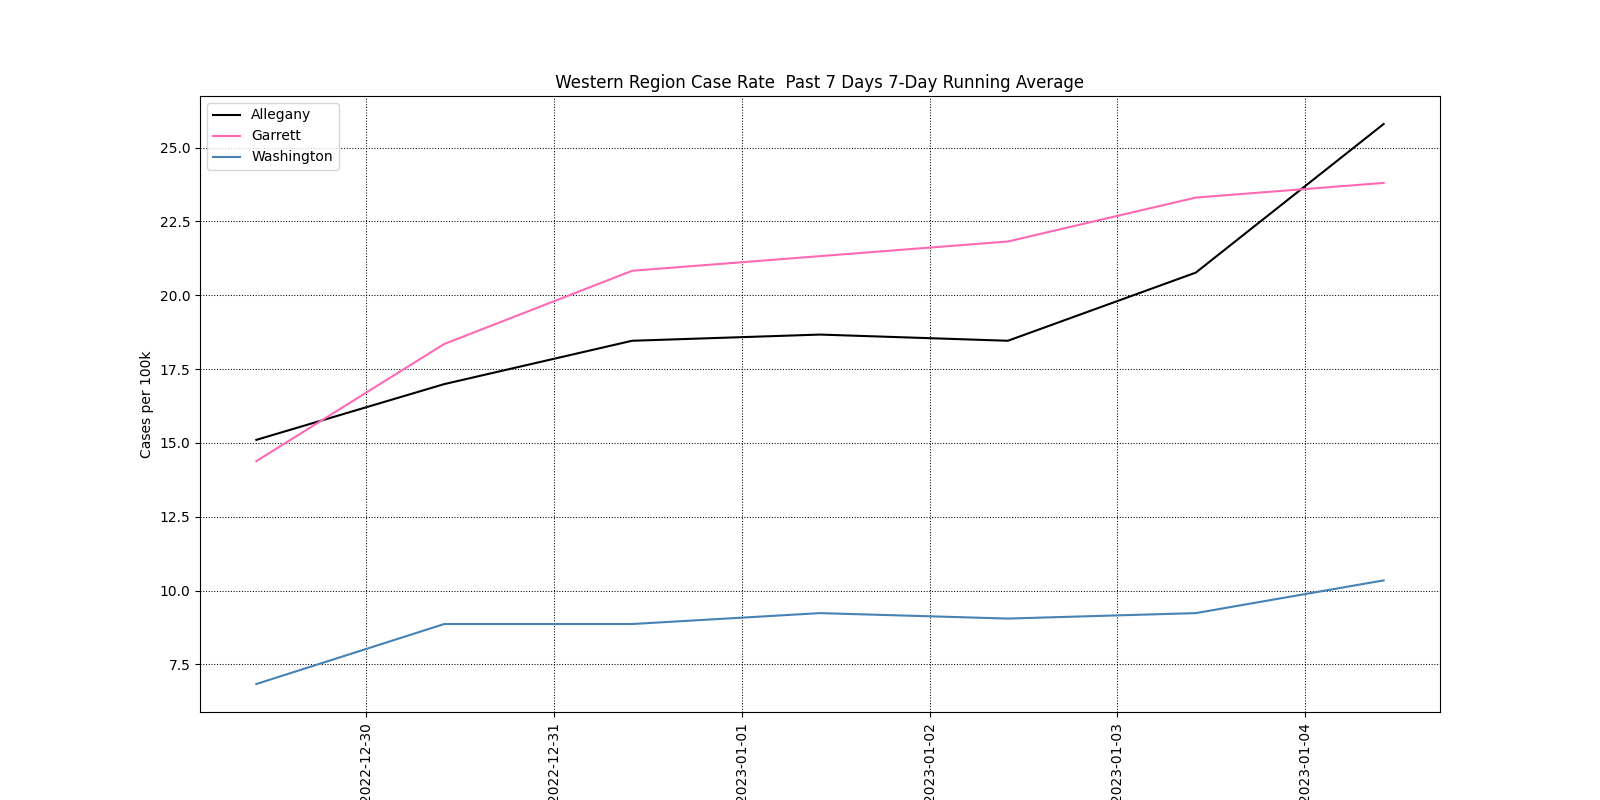 Western Region Case Rate  Past 7 Days 7-Day Running Average
Allegany
Garrett
Washington
25.0
22.5
20.0
17.5
15.0
12.5
10.0
7.5
Cases per 100k
2022-12-30
2022-12-31
2023-01-01
2023-01-02
2023-01-03
2023-01-04